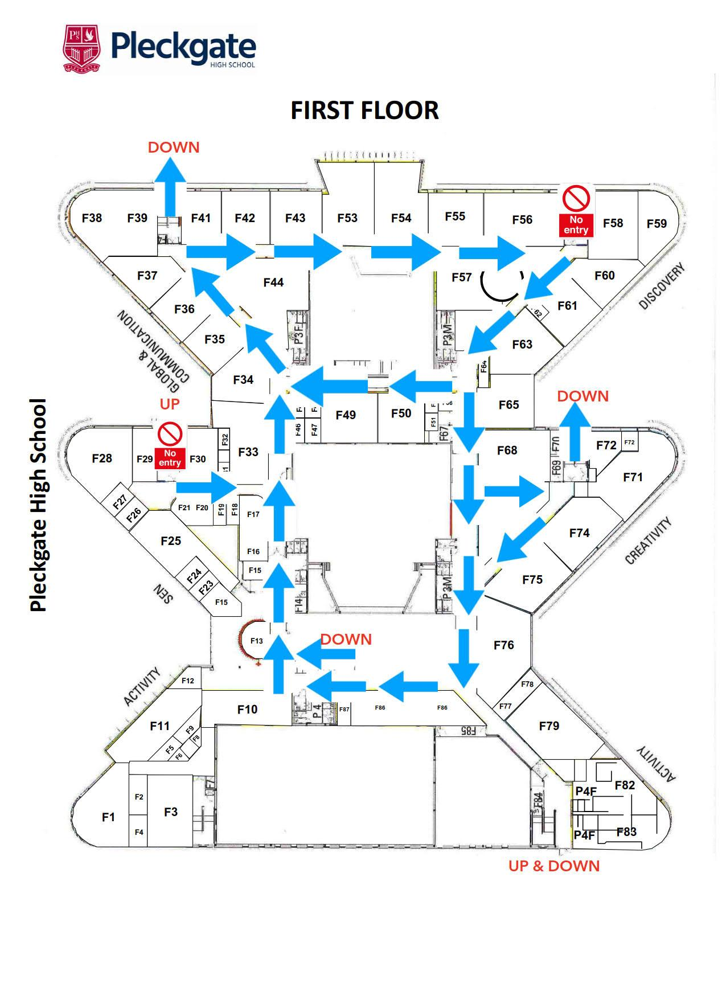 PHS
PLECKGATE
Pleckgate
HIGH SCHOOL
FIRST FLOOR
DOWN
F38
F39
F41
F42
F43
F53
F54
F55
F56
No
entry
F58
F59
F37
F44
F57
F60
DISCOVERY
F36
F61
F35
P3F
P3M
F63
GLOBAL &
COMMUNICATION
F34
F64
Pleckgate High School
UP
F65
DOWN
F49
F50
F46
F47
F51
F67
F28
F29
No
entry
F30
F32
F33
F68
F70
F69
F72
F72
F71
F27
F26
F21
F20
F19
F18
F17
F25
F16
F74
CREATIVITY
F24
F23
F15
F15
F14
P3M
F75
SEN
F13
DOWN
F76
ACTIVITY
F12
F78
F77
F10
P4
F87
F86
F86
F85
F11
F9
F8
F5
F6
F79
ACTIVITY
F7
F2
F3
F1
F4
F84
P4F
F82
P4F
F83
UP & DOWN